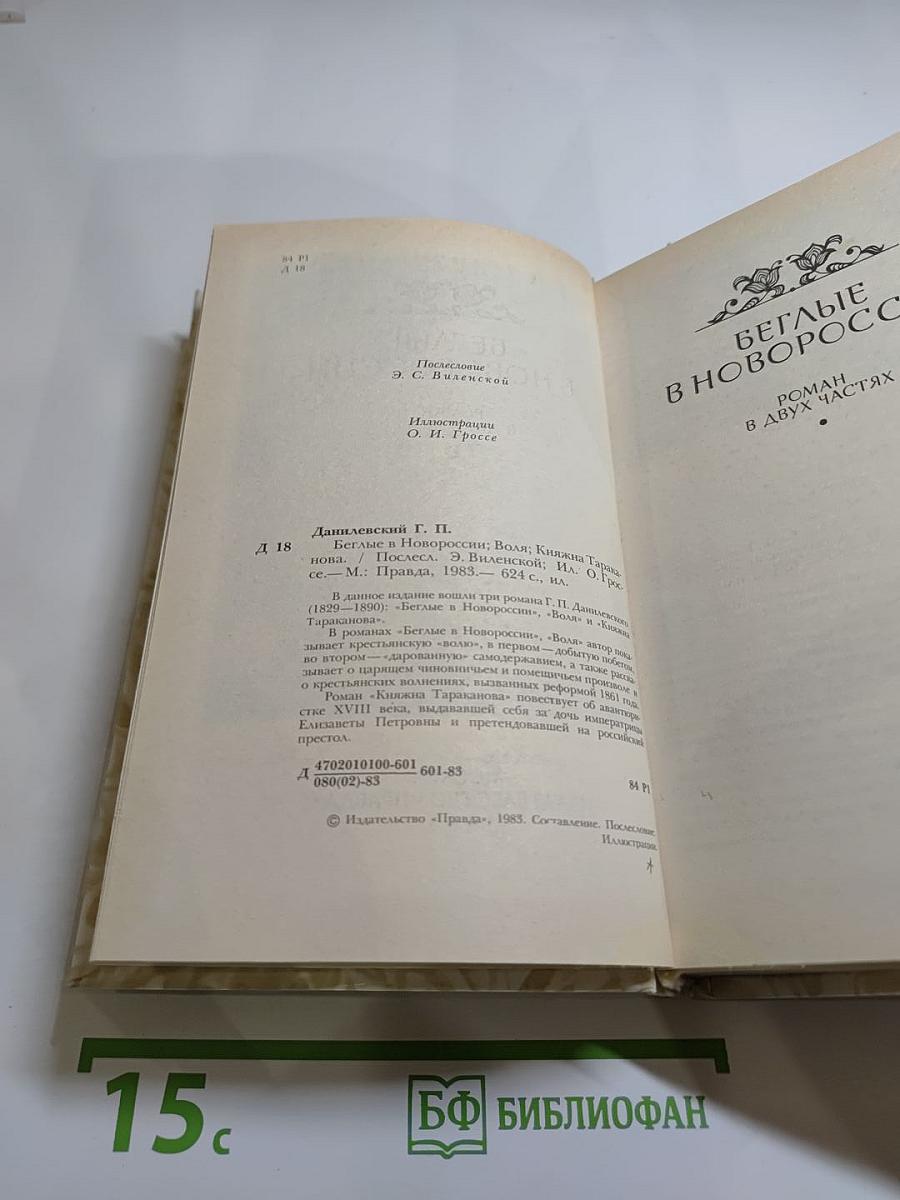 84 Р1
Д 18
Послесловие
Э. С. Виленской
Иллюстрации
О. И. Гроссе
Данилевский Г. П.
Д 18
Беглые в Новороссии; Воля; Княжна Тарака-
нова. / Послесл. Э. Виленской; Ил. О. Грос-
се.— М.: Правда, 1983.— 624 с., ил.
В данное издание вошли три романа Г. П. Данилевского
(1829—1890): «Беглые в Новороссии», «Воля» и «Княжна
Тараканова».
В романах «Беглые в Новороссии», «Воля» автор пока-
зывает крестьянскую «волю», в первом — добытую побегом,
во втором — «дарованную» самодержавием, а также расска-
зывает о царящем чиновничьем и помещичьем произволе и
о крестьянских волнениях, вызванных реформой 1861 года.
Роман «Княжна Тараканова» повествует об авантюри-
стке XVIII века, выдававшей себя за дочь императрицы
Елизаветы Петровны и претендовавшей на российский
престол.
Д 4702010100-601 601-83
080(02)-83
84 Р1
© Издательство «Правда», 1983. Составление. Послесловие.
Иллюстрации.
БЕГЛЫЕ
В НОВОРОСС
РОМАН
В ДВУХ ЧАСТЯХ
15 с
БФ БИБЛИОФАН